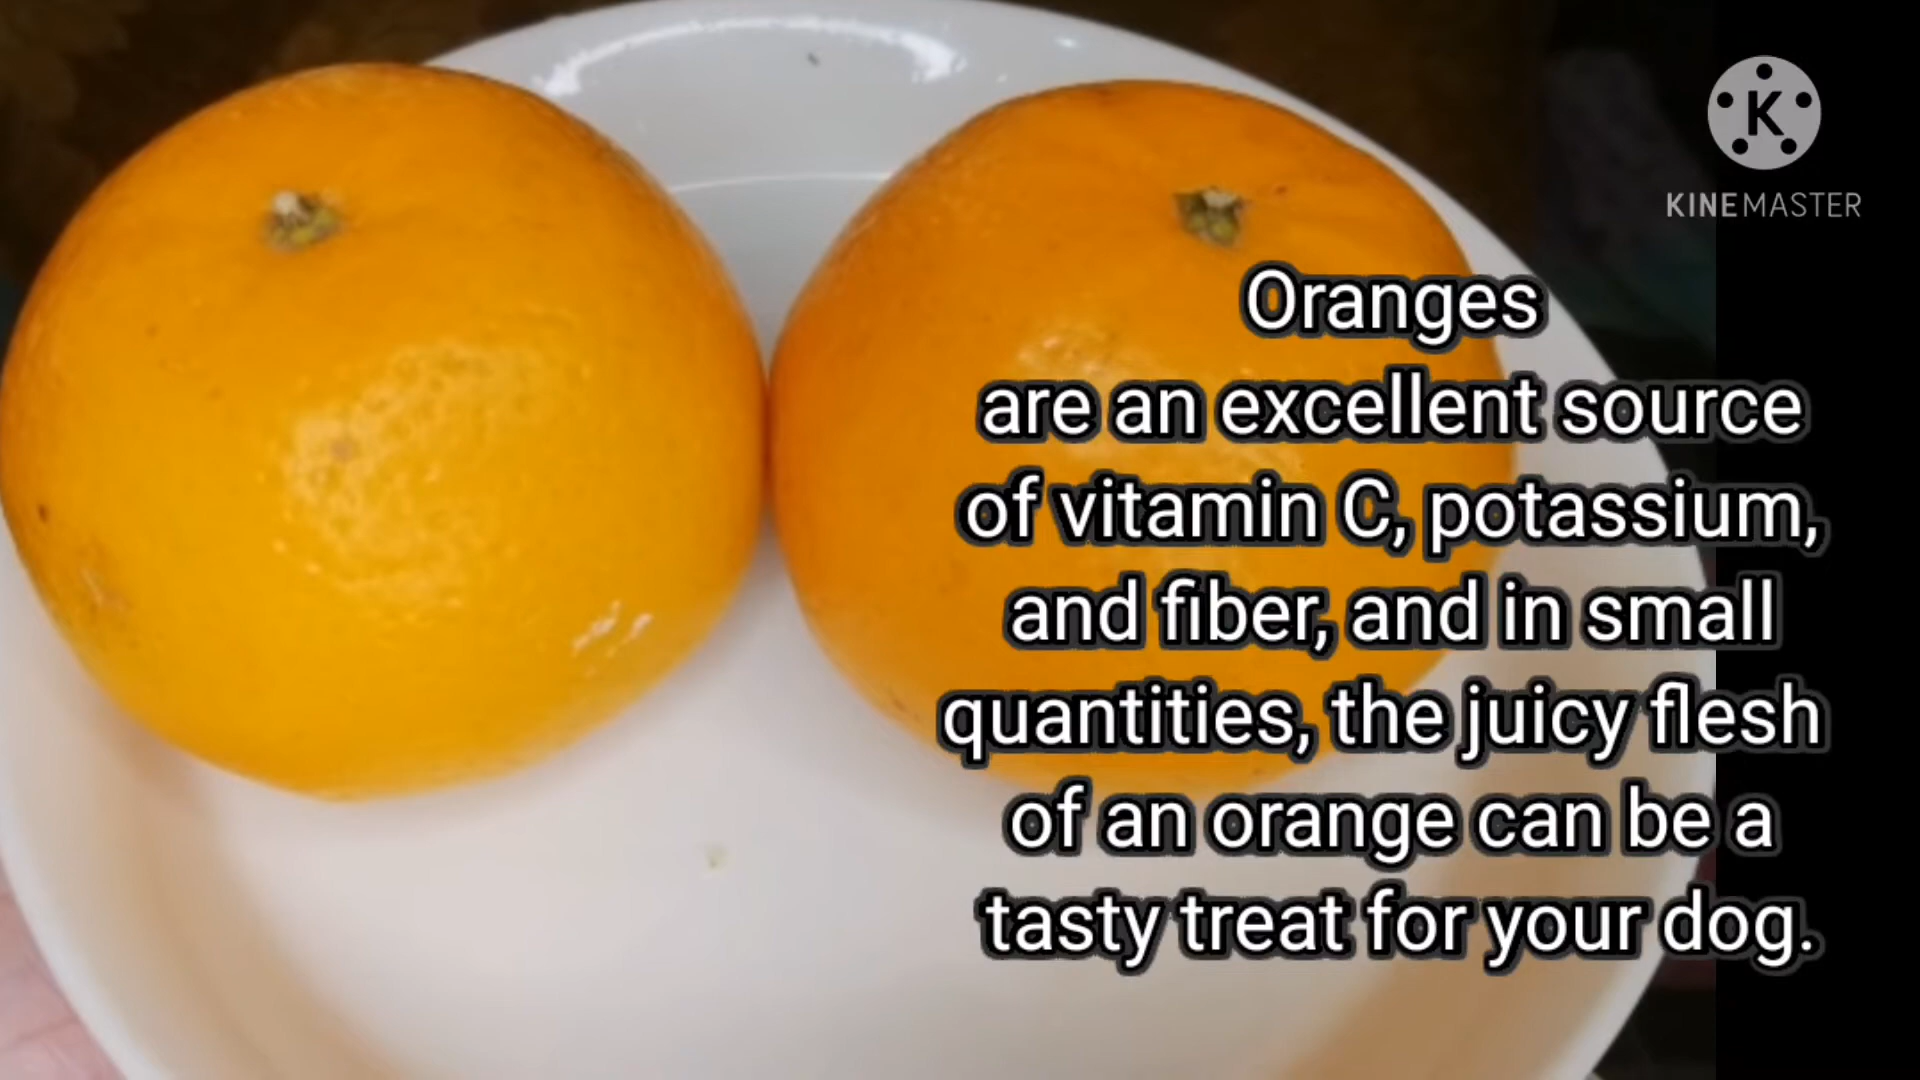 K
KINEMASTER
Oranges
are an excellent source
of vitamin C, potassium,
and fiber, and in small
quantities, the juicy flesh
of an orange can be a
tasty treat for your dog.